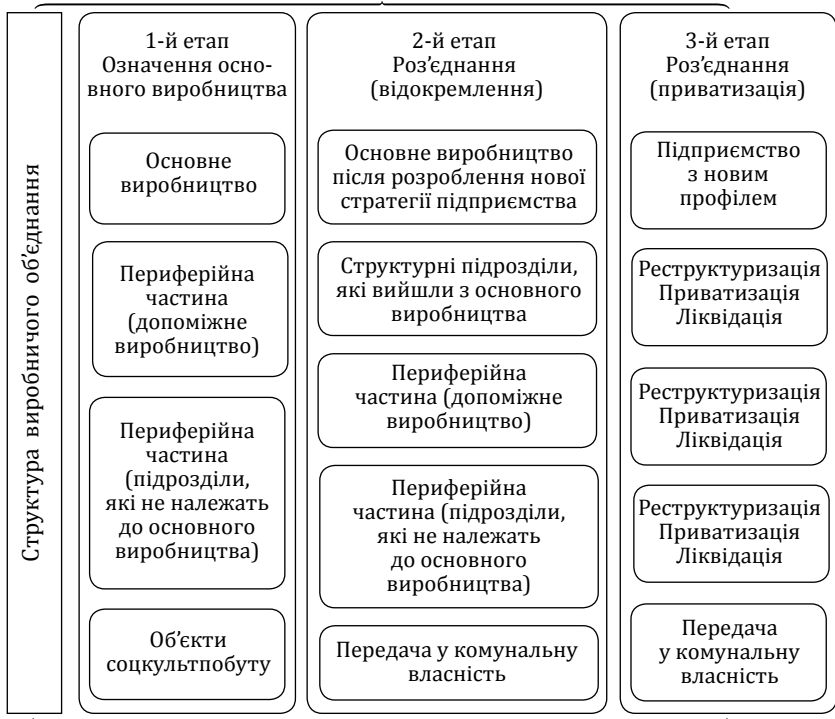 Структура виробничого об’єднання
1-й етап
Означення осно-
вного виробництва
Основне
виробництво
Периферійна
частина
(допоміжне
виробництво)
Периферійна
частина
(підрозділи,
які не належать
до основного
виробництва)
Об’єкти
соцкультпобуту
2-й етап
Роз’єднання
(відокремлення)
Основне виробництво
після розроблення нової
стратегії підприємства
Структурні підрозділи,
які вийшли з основного
виробництва
Периферійна
частина (допоміжне
виробництво)
Периферійна
частина (підрозділи,
які не належать
до основного
виробництва)
Передача у комунальну
власність
3-й етап
Роз’єднання
(приватизація)
Підприємство
з новим
профілем
Реструктуризація
Приватизація
Ліквідація
Реструктуризація
Приватизація
Ліквідація
Реструктуризація
Приватизація
Ліквідація
Передача
у комунальну
власність